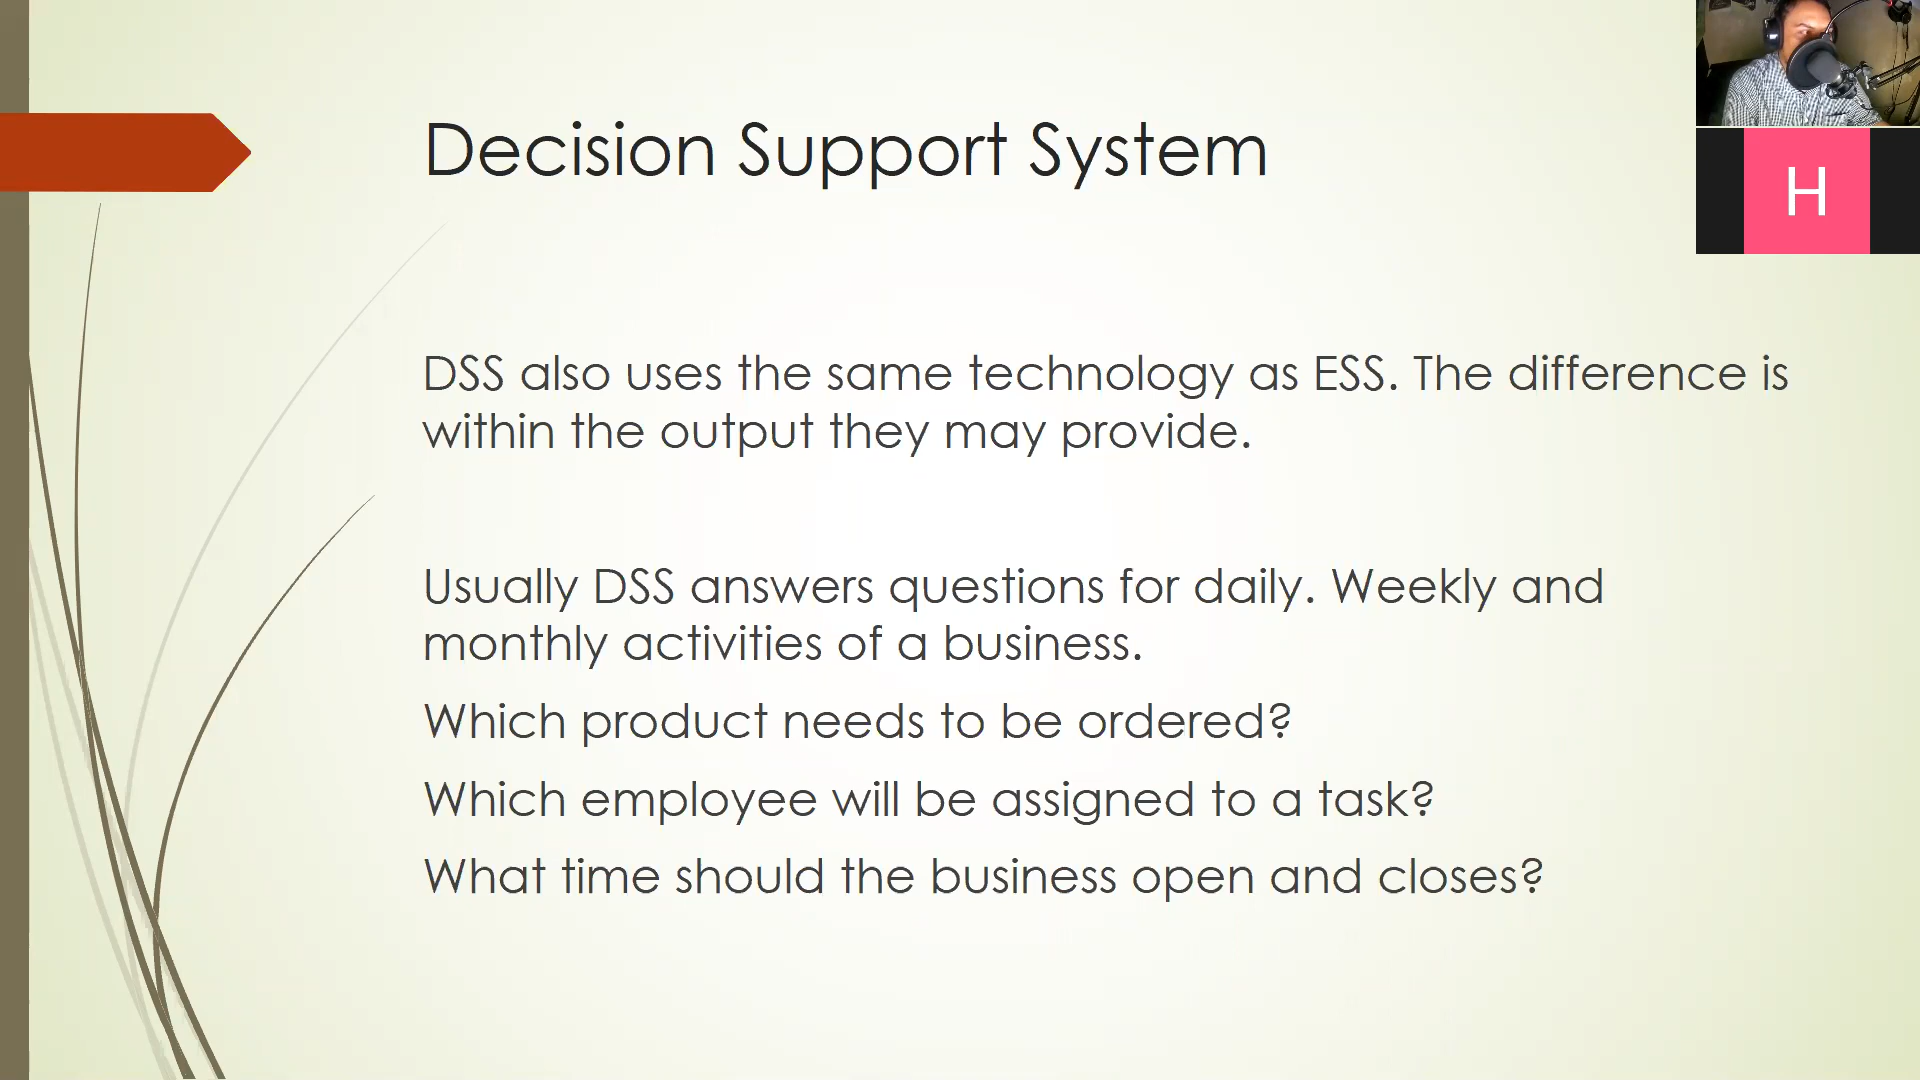 Decision Support System
H
DSS also uses the same technology as ESS. The difference is
within the output they may provide.
Usually DSS answers questions for daily. Weekly and
monthly activities of a business.
Which product needs to be ordered?
Which employee will be assigned to a task?
What time should the business open and closes?